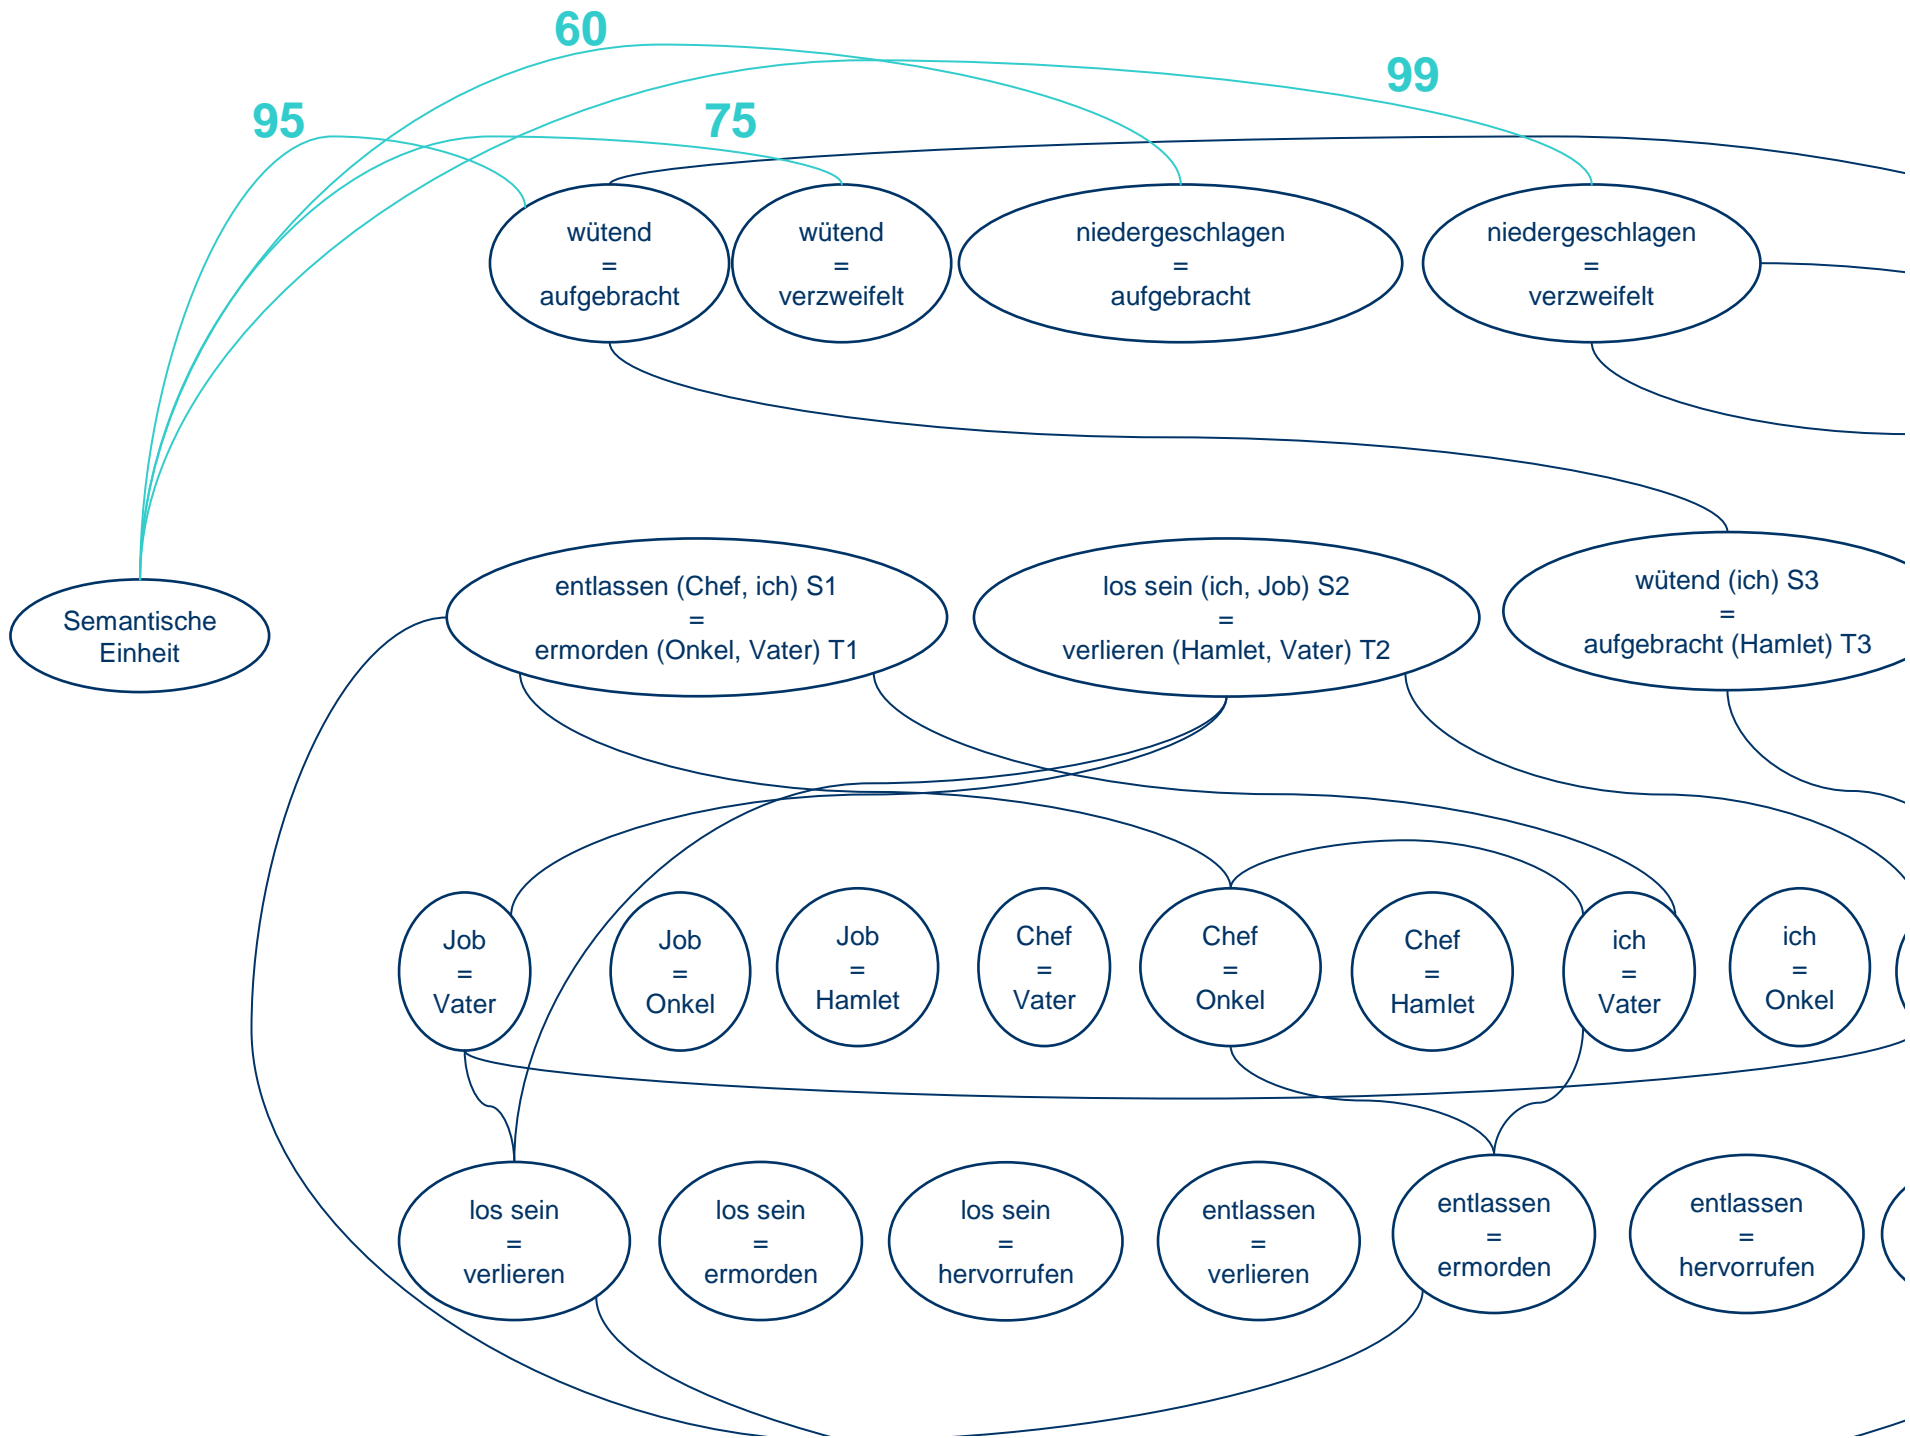 60
99
95
75
wütend
=
aufgebracht
wütend
=
verzweifelt
niedergeschlagen
=
aufgebracht
niedergeschlagen
=
verzweifelt
Semantische
Einheit
entlassen (Chef, ich) S1
=
ermorden (Onkel, Vater) T1
los sein (ich, Job) S2
=
verlieren (Hamlet, Vater) T2
wütend (ich) S3
=
aufgebracht (Hamlet) T3
Job
=
Vater
Job
=
Onkel
Job
=
Hamlet
Chef
=
Vater
Chef
=
Onkel
Chef
=
Hamlet
ich
=
Vater
ich
=
Onkel
los sein
=
verlieren
los sein
=
ermorden
los sein
=
hervorrufen
entlassen
=
verlieren
entlassen
=
ermorden
entlassen
=
hervorrufen